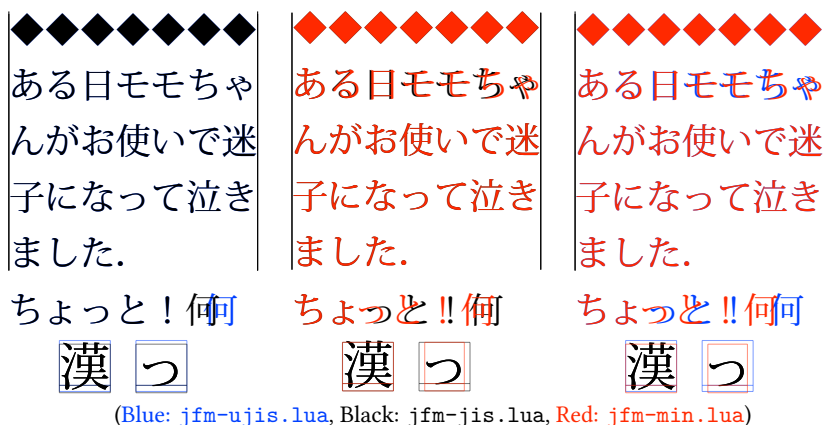 ◆◆◆◆◆◆◆
ある日モモちゃ
んがお使いで迷
子になって泣き
ました.
ちょっと！何
漢 っ
◆◆◆◆◆◆◆
ある日モモちゃ
んがお使いで迷
子になって泣き
ました.
ちょっと！何
漢 っ
◆◆◆◆◆◆◆
ある日モモちゃ
んがお使いで迷
子になって泣き
ました.
ちょっと！何
漢 っ
(Blue: jfm-ujis.lua, Black: jfm-jis.lua, Red: jfm-min.lua)